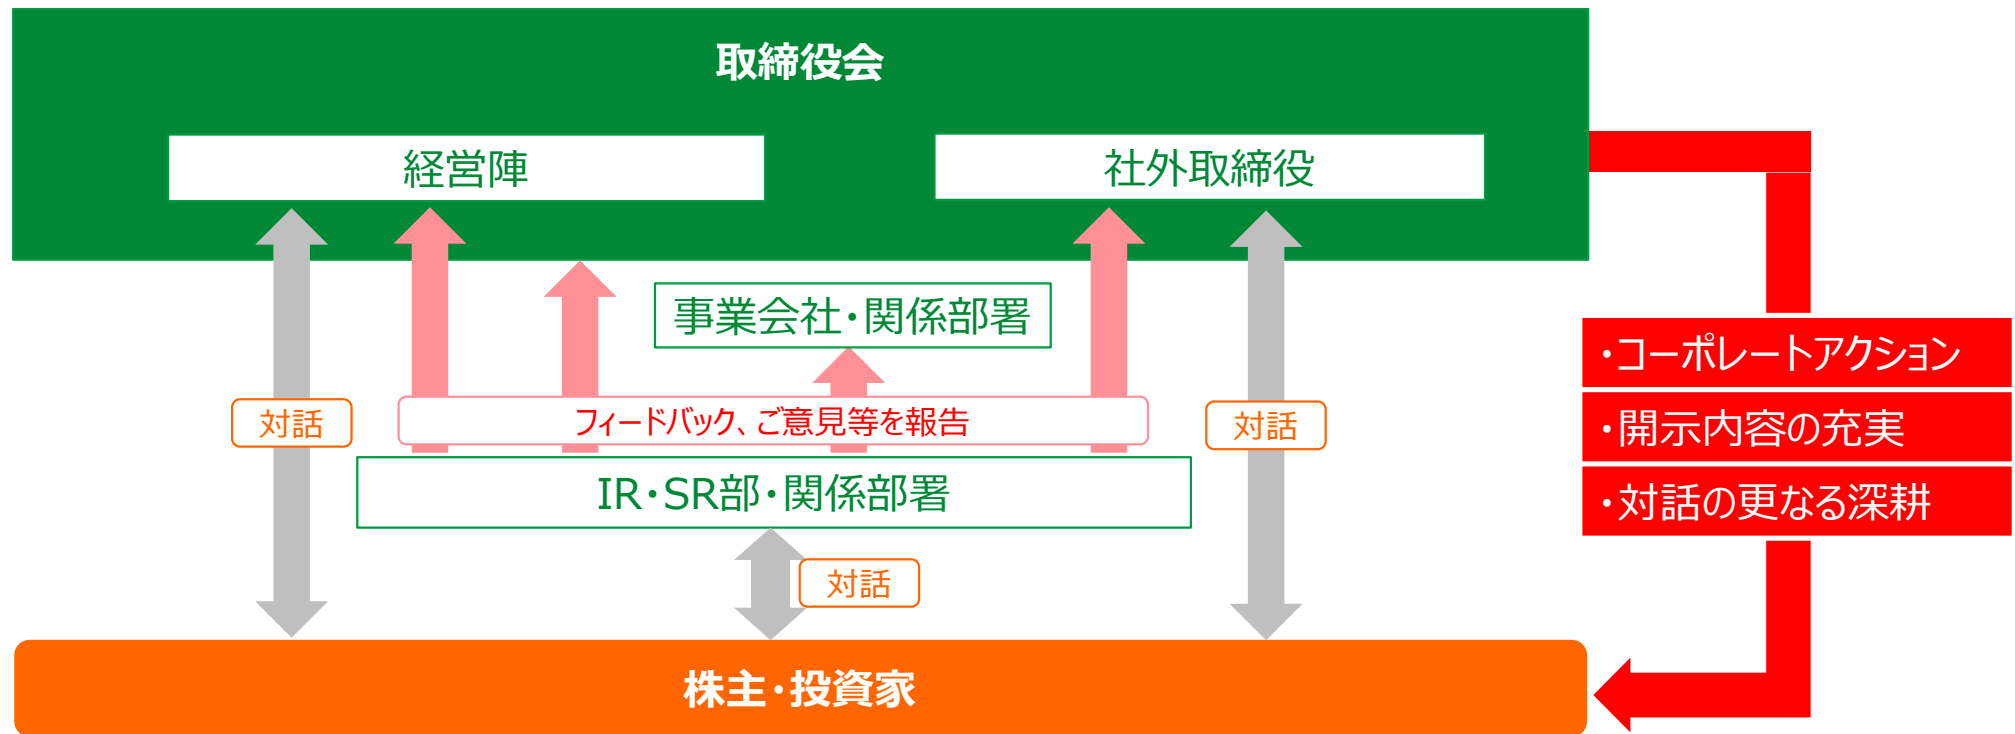 取締役会
経営陣
社外取締役
事業会社・関係部署
・コーポレートアクション
対話
フィードバック、ご意見等を報告
対話
・開示内容の充実
IR・SR部・関係部署
・対話の更なる深耕
対話
株主・投資家